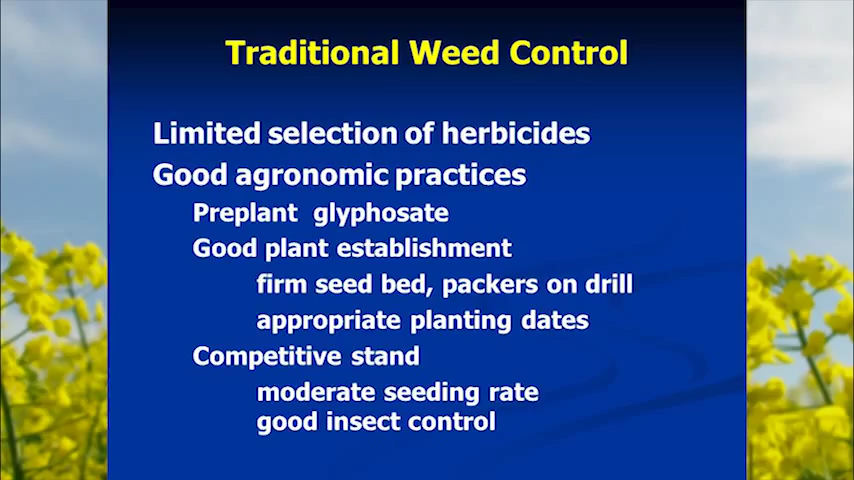 Traditional Weed Control
Limited selection of herbicides
Good agronomic practices
Preplant glyphosate
Good plant establishment
firm seed bed, packers on drill
appropriate planting dates
Competitive stand
moderate seeding rate
good insect control